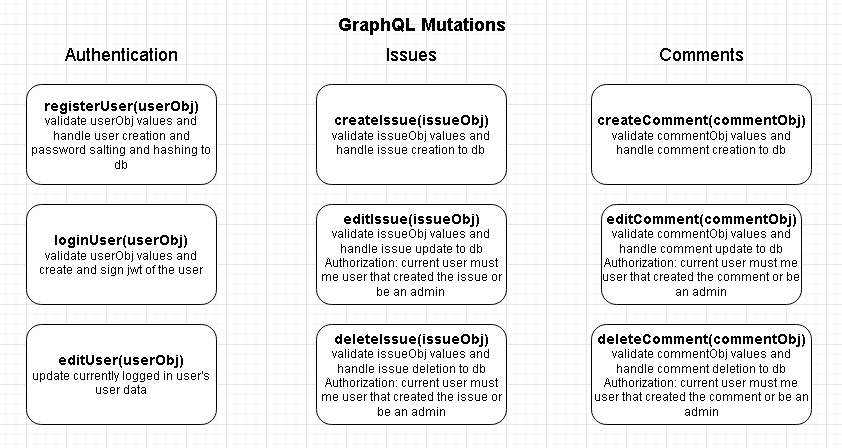 GraphQL Mutations
Authentication
registerUser(userObj)
validate userObj values and
handle user creation and
password salting and hashing to
db
loginUser(userObj)
validate userObj values and
create and sign jwt of the user
editUser(userObj)
update currently logged in user's
user data
Issues
createIssue(issueObj)
validate issueObj values and
handle issue creation to db
editIssue(issueObj)
validate issueObj values and
handle issue update to db
Authorization: current user must
me user that created the issue or
be an admin
deleteIssue(issueObj)
validate issueObj values and
handle issue deletion to db
Authorization: current user must
me user that created the issue or
be an admin
Comments
createComment(commentObj)
validate commentObj values and
handle comment creation to db
editComment(commentObj)
validate commentObj values and
handle comment update to db
Authorization: current user must me
user that created the comment or be
an admin
deleteComment(commentObj)
validate commentObj values and
handle comment deletion to db
Authorization: current user must me
user that created the comment or be an
admin